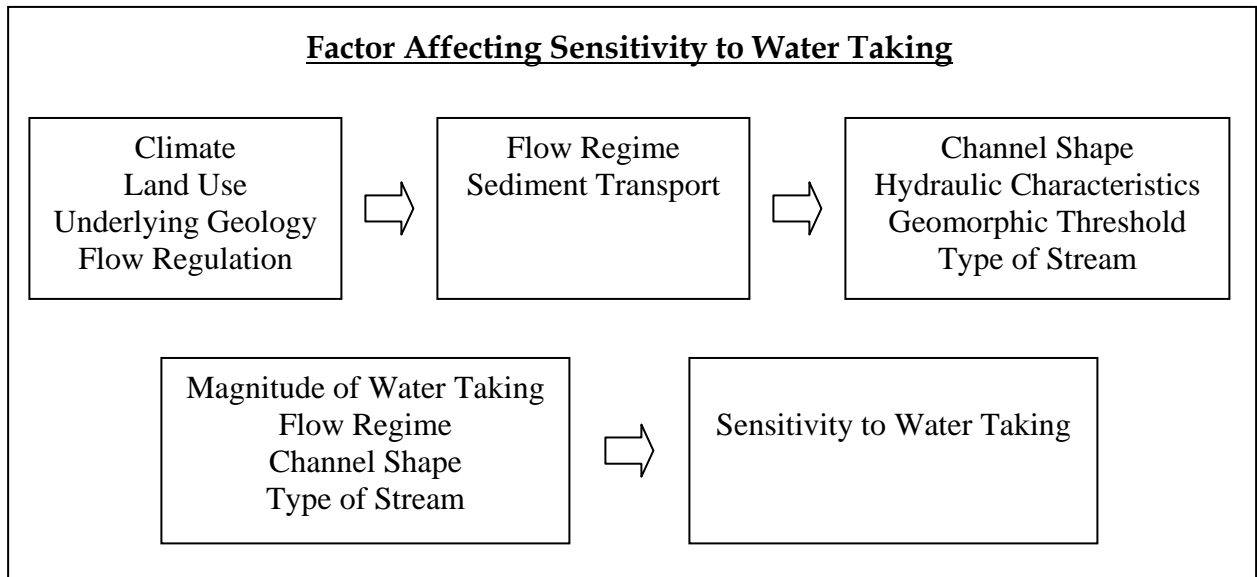 Factor Affecting Sensitivity to Water Taking
Climate
Land Use
Underlying Geology
Flow Regulation
Flow Regime
Sediment Transport
Channel Shape
Hydraulic Characteristics
Geomorphic Threshold
Type of Stream
Magnitude of Water Taking
Flow Regime
Channel Shape
Type of Stream
Sensitivity to Water Taking